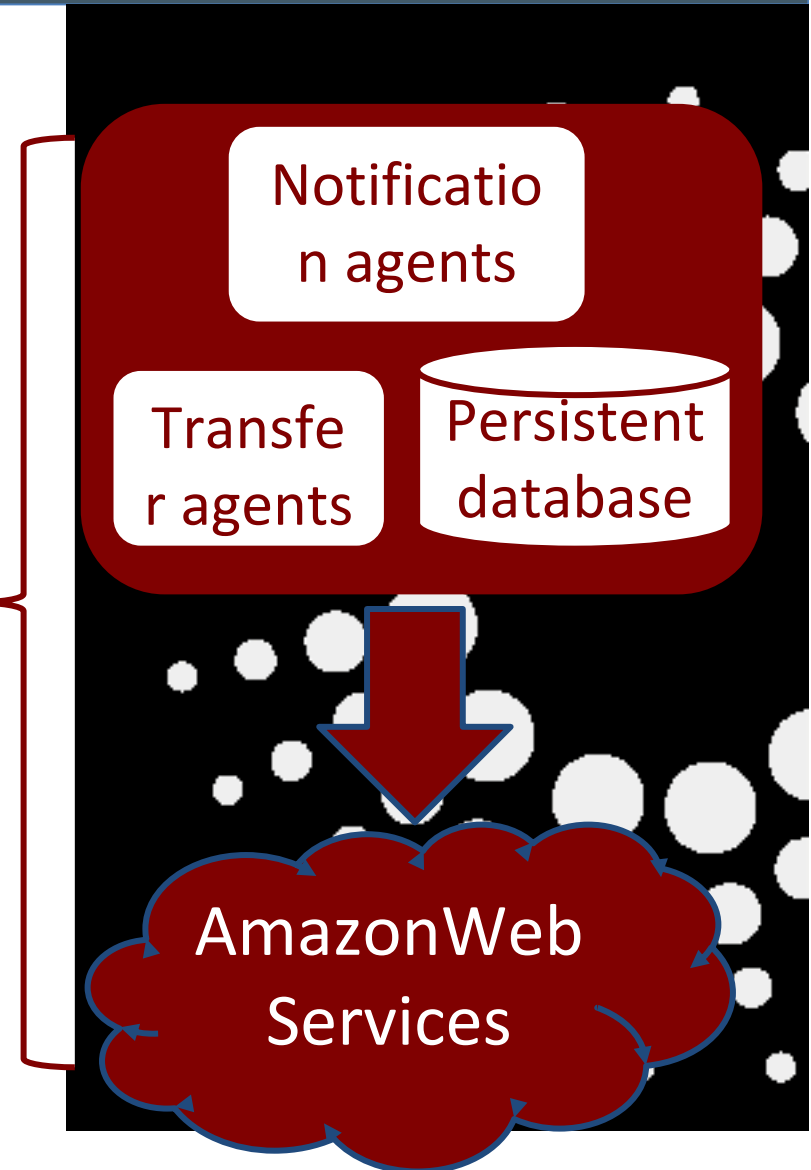 Notificatio
n agents
Transfe
r agents
Persistent
database
AmazonWeb
Services